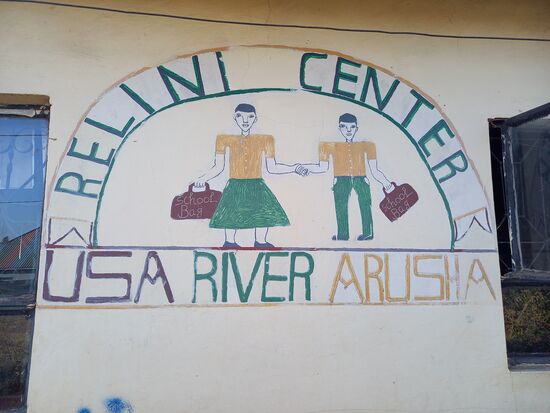 RELINI CENTER
SCHOOL
BAG
SCHOOL
BAG
USA RIVER ARUSHA